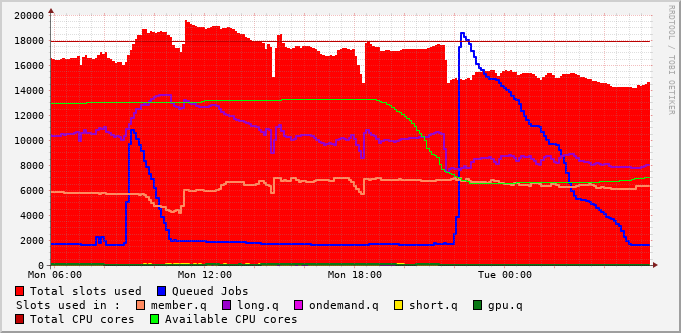 20000
18000
16000
14000
12000
10000
8000
6000
4000
2000
0
Mon 06:00 Mon 12:00 Mon 18:00 Tue 00:00
Total slots used Queued Jobs
Slots used in : member.q long.q ondemand.q short.q gpu.q
Total CPU cores Available CPU cores
RRDTOOL / TOBI OETIKER